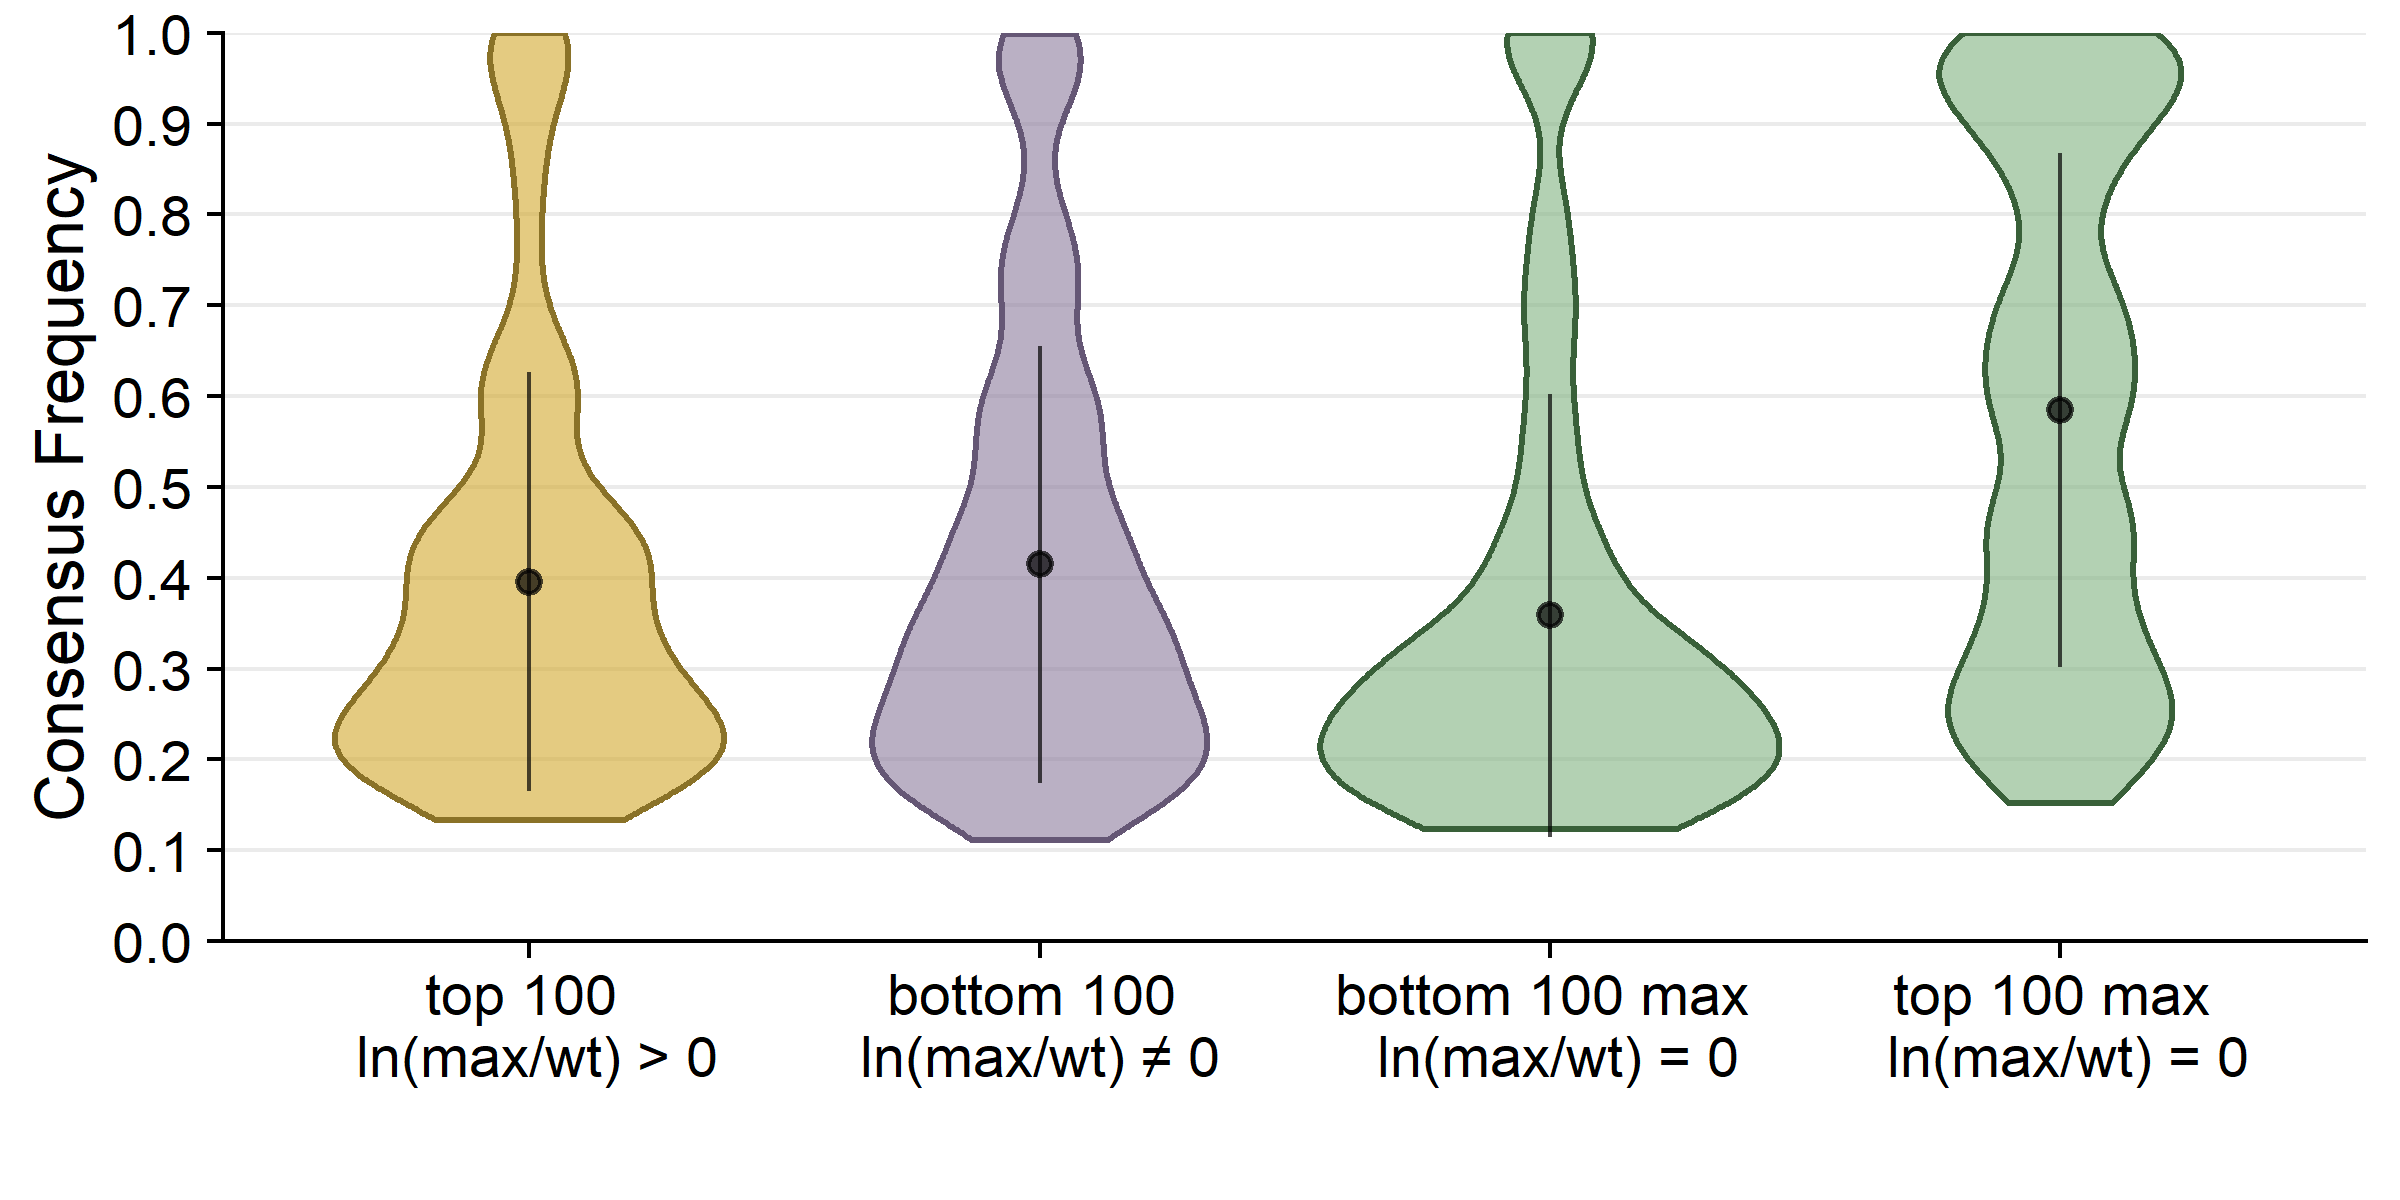 Consensus Frequency
1.0
0.9
0.8
0.7
0.6
0.5
0.4
0.3
0.2
0.1
0.0
top 100
ln(max/wt) > 0
bottom 100
ln(max/wt) ≠ 0
bottom 100 max
ln(max/wt) = 0
top 100 max
ln(max/wt) = 0